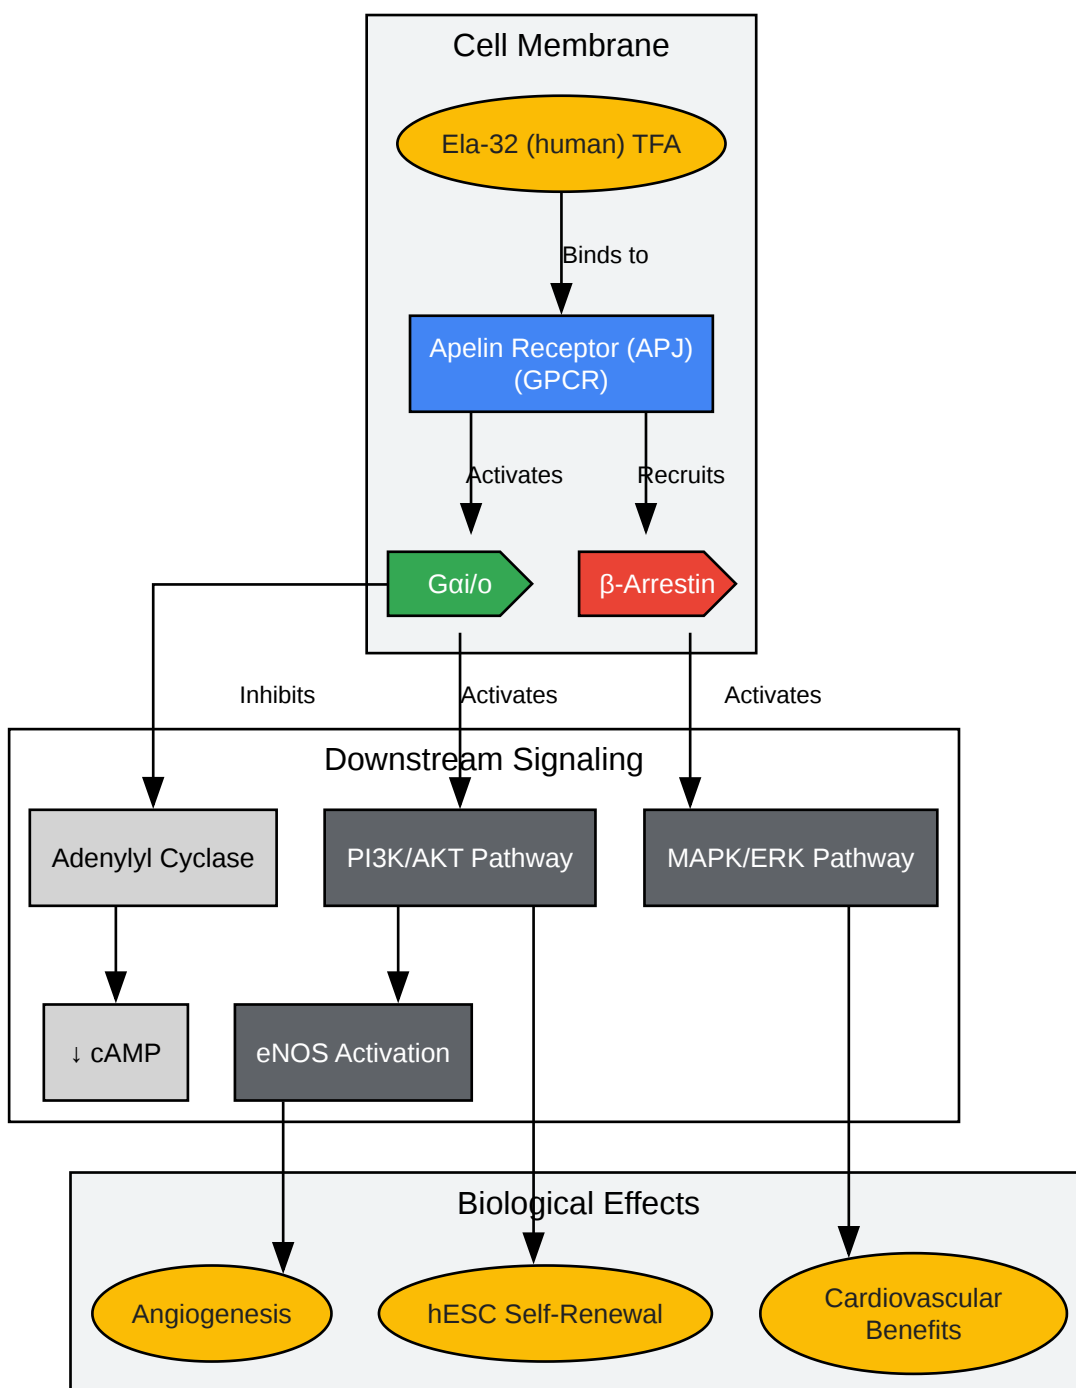 Cell Membrane
Ela-32 (human) TFA
Binds to
Apelin Receptor (APJ)
(GPCR)
Activates
Recruits
Gαi/o
β-Arrestin
Inhibits
Activates
Activates
Downstream Signaling
Adenylyl Cyclase
PI3K/AKT Pathway
MAPK/ERK Pathway
↓ cAMP
eNOS Activation
Biological Effects
Angiogenesis
hESC Self-Renewal
Cardiovascular
Benefits